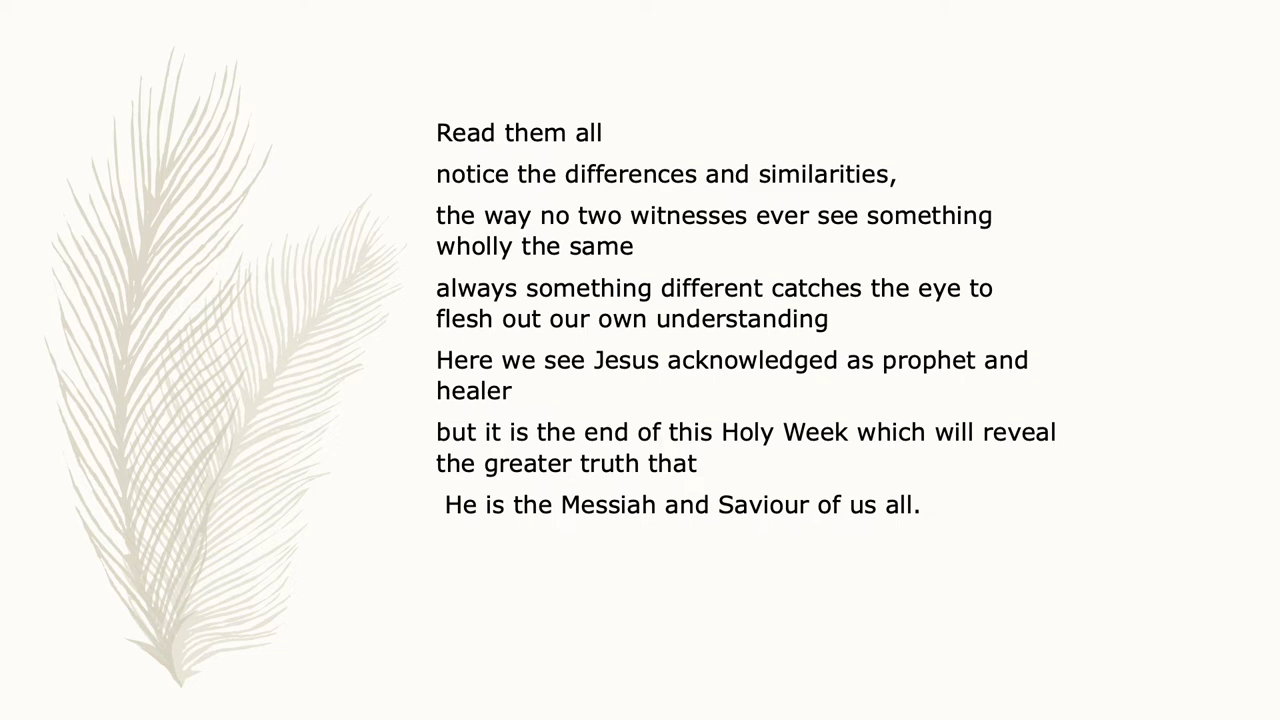 Read them all
notice the differences and similarities,
the way no two witnesses ever see something
wholly the same
always something different catches the eye to
flesh out our own understanding
Here we see Jesus acknowledged as prophet and
healer
but it is the end of this Holy Week which will reveal
the greater truth that
He is the Messiah and Saviour of us all.